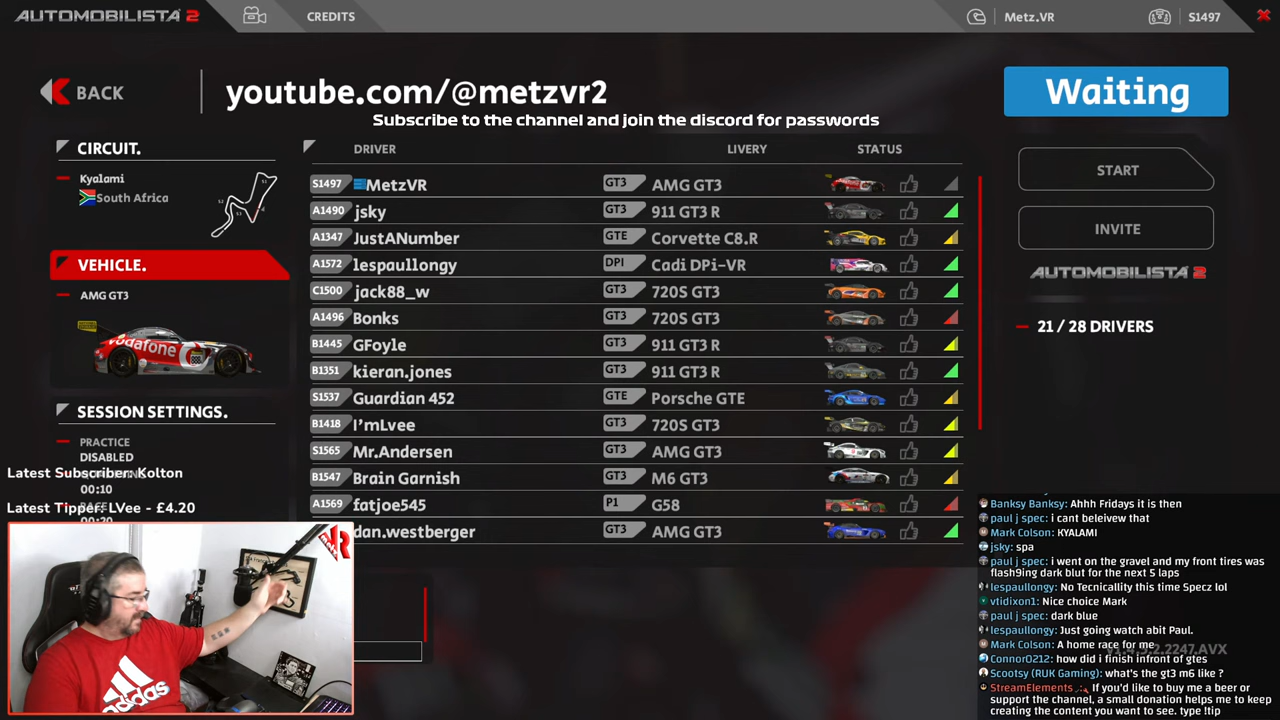 AUTOMOBILISTA 2
CREDITS
Metz.VR
S1497
BACK
youtube.com/@metzvr2
Subscribe to the channel and join the discord for passwords
Waiting
CIRCUIT.
Kyalami
South Africa
VEHICLE.
AMG GT3
vodafone
SESSION SETTINGS.
PRACTICE
DISABLED
00:10
Latest Subscriber: Kolton
Latest Tipper: LVee - £4.20
DRIVER LIVERY STATUS
S1497 MetzVR GT3 AMG GT3
A1490 jsky GT3 911 GT3 R
A1347 JustANumber GTE Corvette C8.R
A1572 lespaullongy DPI Cadi DPi-VR
C1500 jack88_w GT3 720S GT3
A1496 Bonks GT3 720S GT3
B1445 GFoyle GT3 911 GT3 R
B1351 kieran.jones GT3 911 GT3 R
S1537 Guardian 452 GTE Porsche GTE
B1418 I'mLvee GT3 720S GT3
S1565 Mr.Andersen GT3 AMG GT3
B1547 Brain Garnish GT3 M6 GT3
A1569 fatjoe545 P1 G58
dan.westberger GT3 AMG GT3
START
INVITE
AUTOMOBILISTA 2
21 / 28 DRIVERS
Banksy Banksy: Ahhh Fridays it is then
paul j spec: i cant beleivew that
Mark Colson: KYALAMI
jsky: spa
paul j spec: i went on the gravel and my front tires was
flash9ing dark blut for the next 5 laps
lespaullongy: No Tecnicallity this time Specz lol
vtidixon1: Nice choice Mark
paul j spec: dark blue
lespaullongy: Just going watch abit Paul.
Mark Colson: A home race for me
ConnorO212: how did i finish infront of gtes
Scootsy (RUK Gaming): what's the gt3 m6 like ?
StreamElements : If you'd like to buy me a beer or
support the channel, a small donation helps me to keep
creating the content you want to see. type !tip
adidas